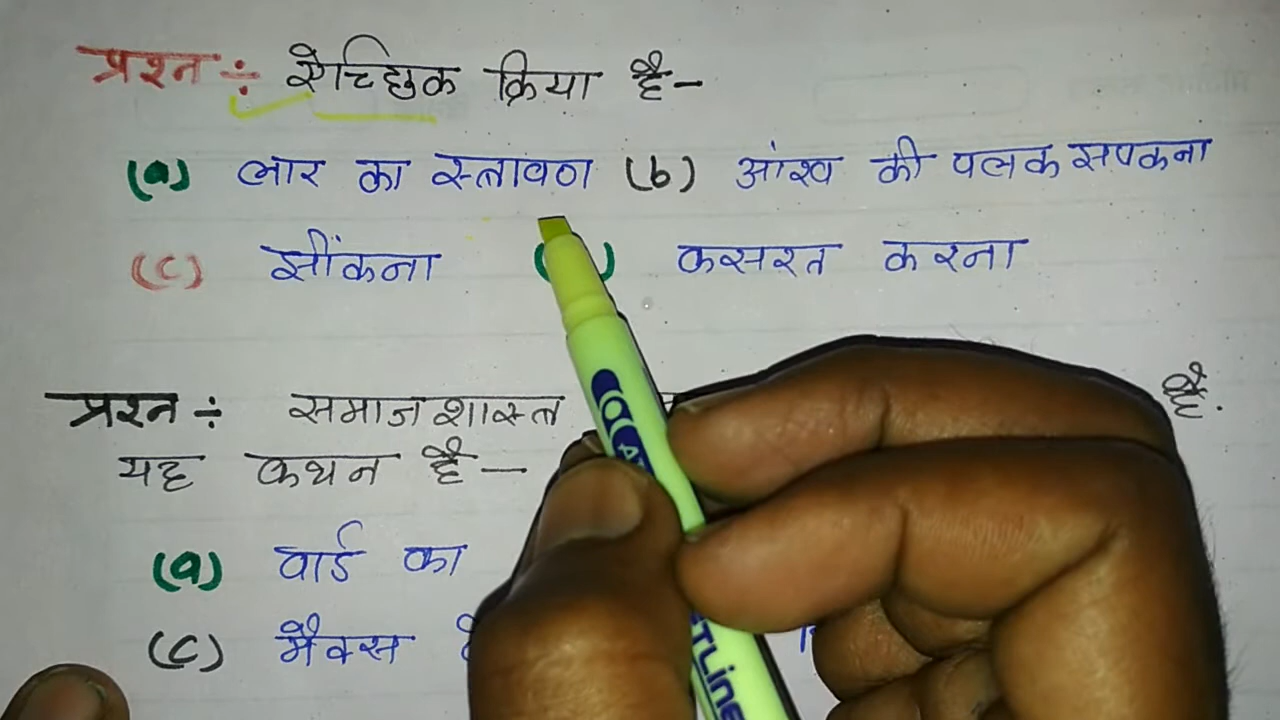 प्रश्न ÷ ऐच्छिक क्रिया है-
(a) लार का स्त्रावण (b) आंख की पलक झपकना
(c) छींकना ( ) कसरत करना
प्रश्न ÷ समाजशास्त्र है.
यह कथन है-
(a) वार्ड का
(c) मैक्स